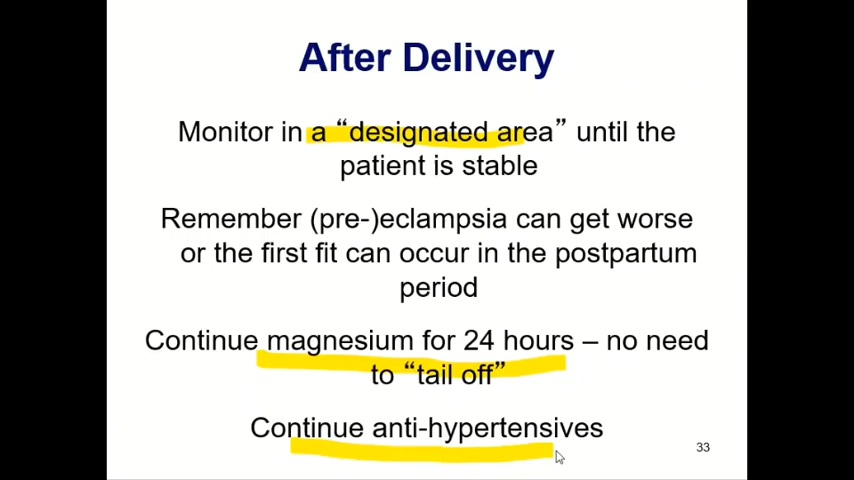 After Delivery
Monitor in a “designated area” until the
patient is stable
Remember (pre-)eclampsia can get worse
or the first fit can occur in the postpartum
period
Continue magnesium for 24 hours – no need
to “tail off”
Continue anti-hypertensives
33